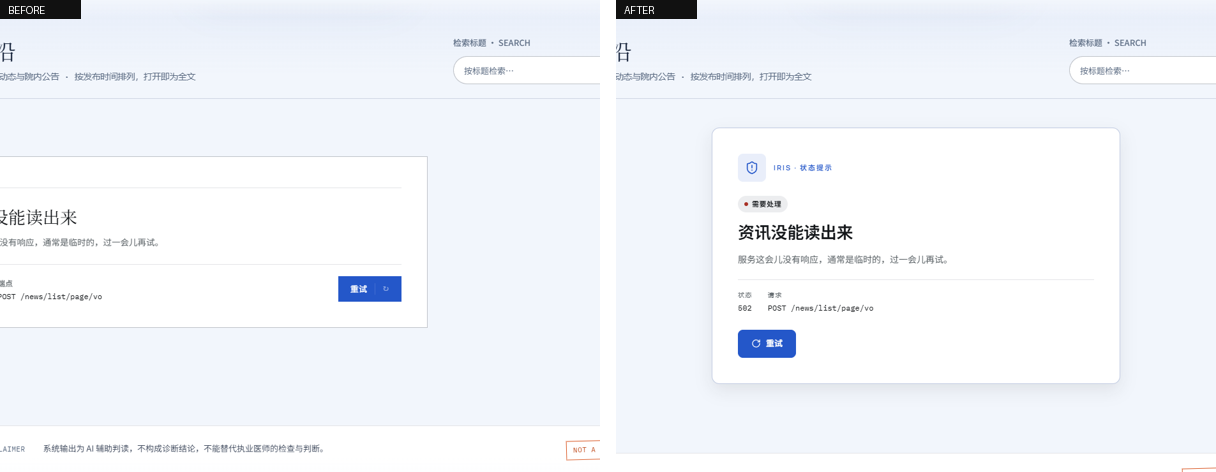 BEFORE
沿
检索标题 · SEARCH
动态与院内公告 · 按发布时间排列，打开即为全文
按标题检索…
没能读出来
没有响应，通常是临时的，过一会儿再试。
端点
POST /news/list/page/vo
重试 ↻
LAIMER 系统输出为 AI 辅助判读，不构成诊断结论，不能替代执业医师的检查与判断。
NOT A
AFTER
沿
检索标题 · SEARCH
动态与院内公告 · 按发布时间排列，打开即为全文
按标题检索…
IRIS · 状态提示
需要处理
资讯没能读出来
服务这会儿没有响应，通常是临时的，过一会儿再试。
状态 请求
502 POST /news/list/page/vo
重试